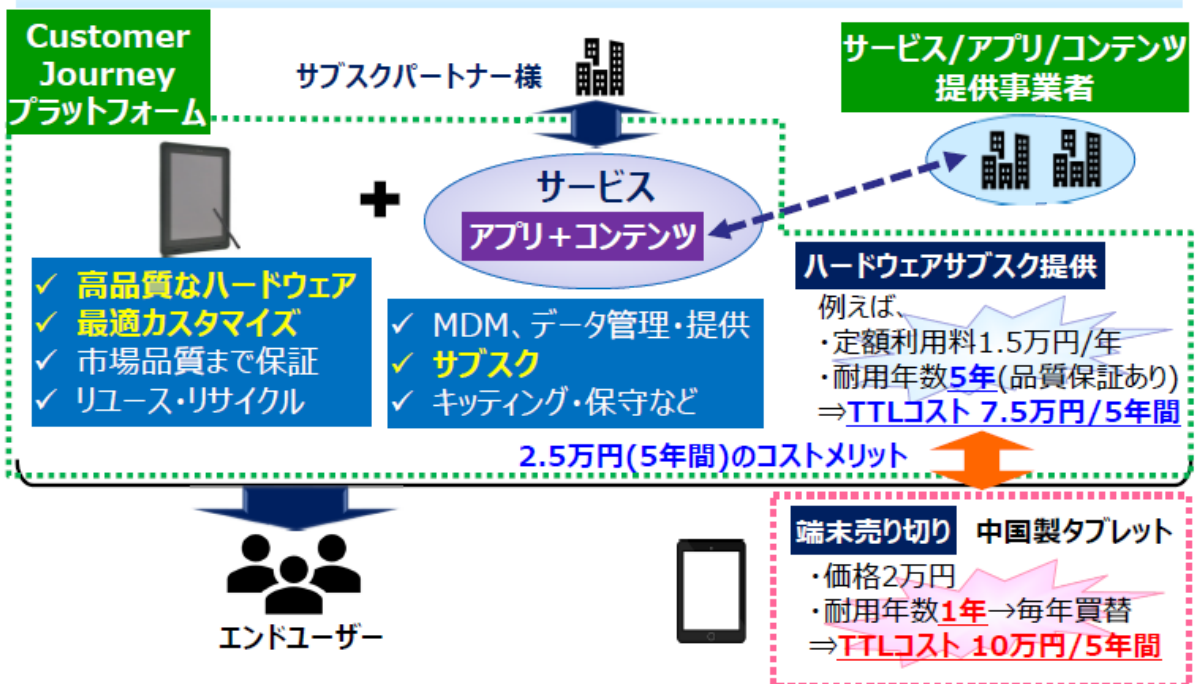 Customer
Journey
プラットフォーム
サブスクパートナー様
サービス/アプリ/コンテンツ
提供事業者
サービス
アプリ＋コンテンツ
✓ 高品質なハードウェア
✓ 最適カスタマイズ
✓ 市場品質まで保証
✓ リユース・リサイクル
✓ MDM、データ管理・提供
✓ サブスク
✓ キッティング・保守など
ハードウェアサブスク提供
例えば、
・定額利用料1.5万円/年
・耐用年数5年(品質保証あり)
⇒TTLコスト 7.5万円/5年間
2.5万円(5年間)のコストメリット
エンドユーザー
端末売り切り 中国製タブレット
・価格2万円
・耐用年数1年→毎年買替
⇒TTLコスト 10万円/5年間